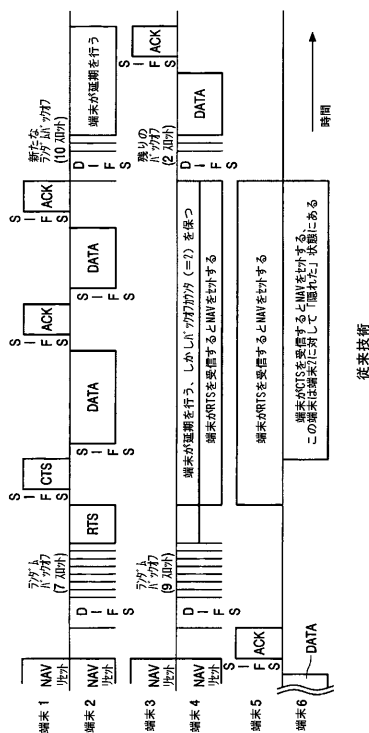 端末 1
NAV
リセット
CTS
S
I
F
S
ACK
S
I
F
S
ACK
S
I
F
S
端末2
NAV
リセット
D
I
F
S
ランダム
バックオフ
(7 スロット)
RTS
DATA
S
I
F
S
DATA
S
I
F
S
D
I
F
S
新たな
ランダムバックオフ
(10 スロット)
端末が延期を行う
端末 3
NAV
リセット
ACK
S
I
F
S
端末 4
NAV
リセット
D
I
F
S
ランダム
バックオフ
(9 スロット)
端末が延期を行う、しかしバックオフカウンタ (=2) を保つ
端末がRTSを受信するとNAVをセットする
D
I
F
S
残りの
バックオフ
(2 スロット)
DATA
端末5
S
I
F
S
ACK
端末がRTSを受信するとNAVをセットする
端末6
DATA
端末がCTSを受信するとNAVをセットする、
この端末は端末2に対して「隠れた」状態にある
時間
従来技術